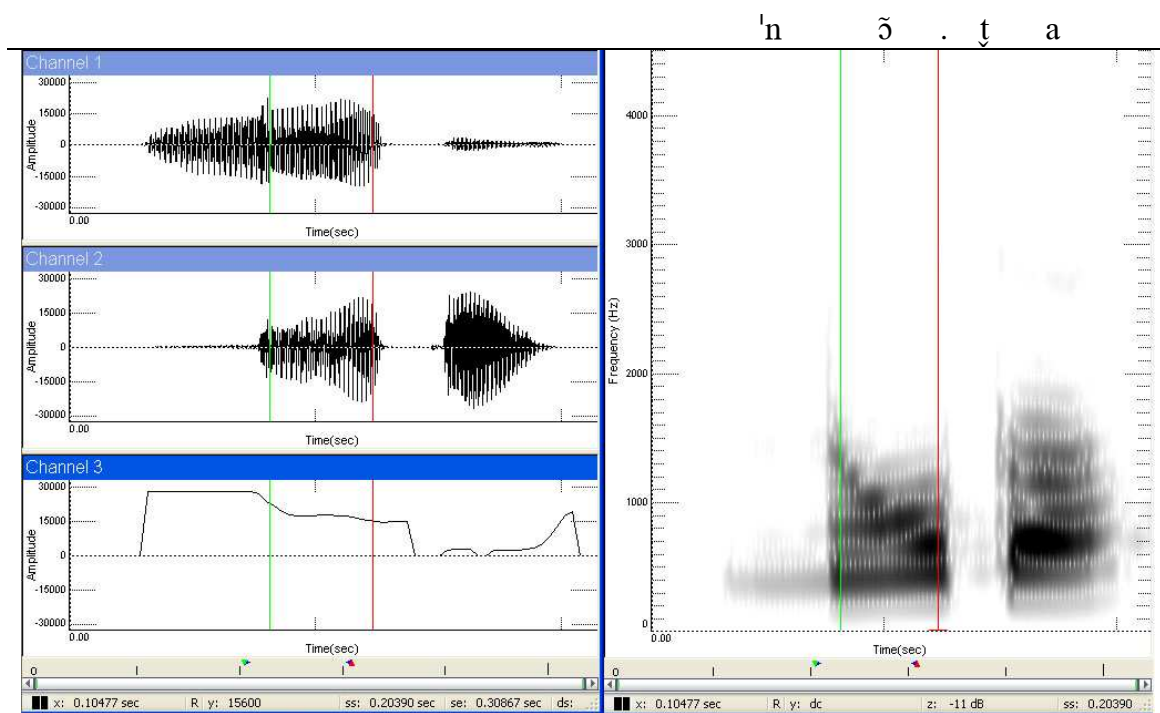 ˈn ɔ̃ . t̬ a
Channel 1
30000
15000
0
-15000
-30000
Amplitude
0.00
Time(sec)
Channel 2
30000
15000
0
-15000
-30000
Amplitude
0.00
Time(sec)
Channel 3
30000
15000
0
-15000
-30000
Amplitude
0.00
Time(sec)
0
x: 0.10477 sec R y: 15600 ss: 0.20390 sec se: 0.30867 sec ds:
4000
3000
2000
1000
0
Frequency (Hz)
0.00
Time(sec)
0
x: 0.10477 sec R y: dc z: -11 dB ss: 0.20390